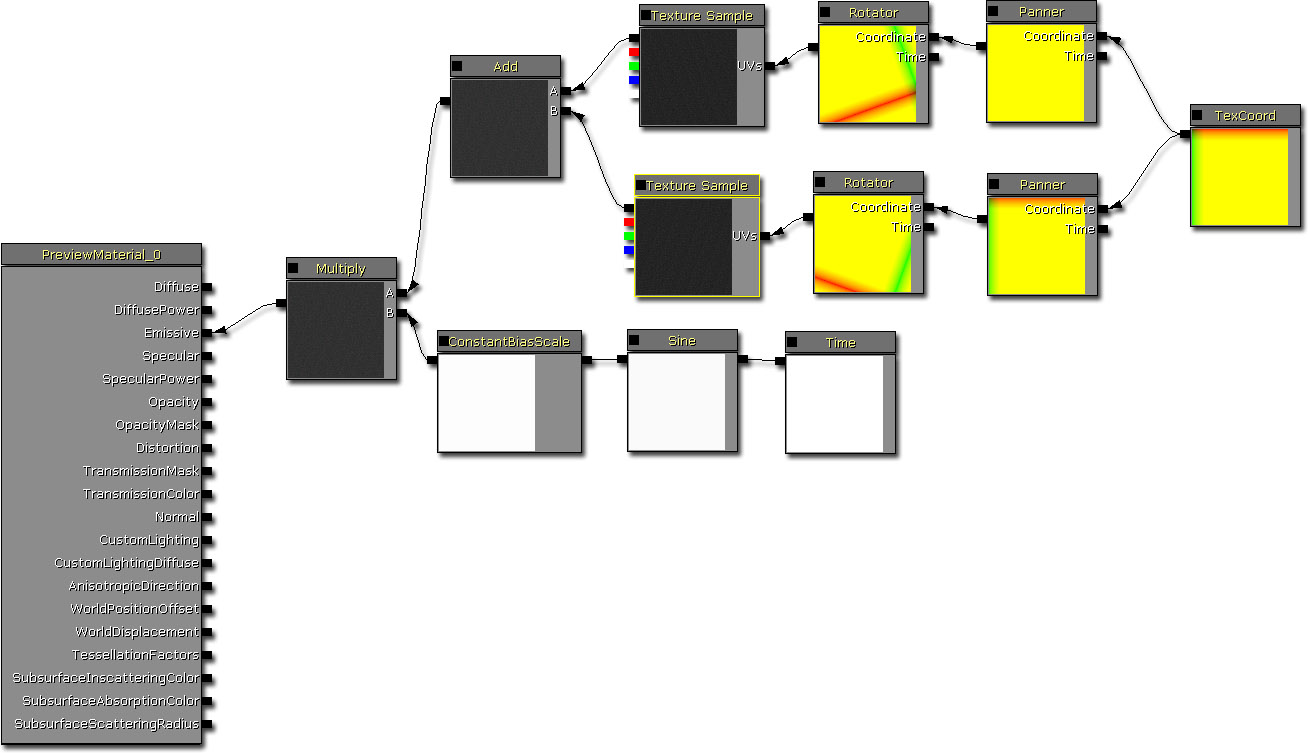 Texture Sample
UVs
Rotator
Coordinate
Time
Panner
Coordinate
Time
TexCoord
Add
A
B
Texture Sample
UVs
Rotator
Coordinate
Time
Panner
Coordinate
Time
PreviewMaterial_0
Diffuse
DiffusePower
Emissive
Specular
SpecularPower
Opacity
OpacityMask
Distortion
TransmissionMask
TransmissionColor
Normal
CustomLighting
CustomLightingDiffuse
AnisotropicDirection
WorldPositionOffset
WorldDisplacement
TessellationFactors
SubsurfaceInscatteringColor
SubsurfaceAbsorptionColor
SubsurfaceScatteringRadius
Multiply
A
B
ConstantBiasScale
Sine
Time